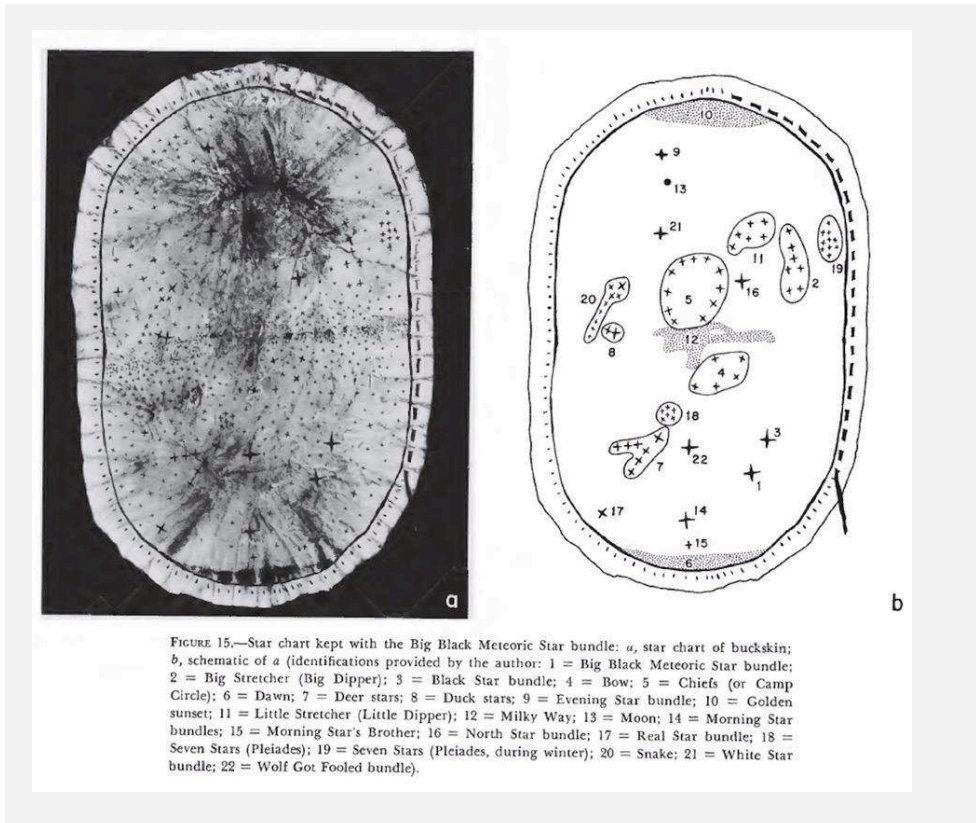 10
9
13
21
11
19
2
16
5
20
12
8
4
18
3
7
22
1
17
14
15
6
a
b
FIGURE 15.—Star chart kept with the Big Black Meteoric Star bundle: a, star chart of buckskin;
b, schematic of a (identifications provided by the author: 1 = Big Black Meteoric Star bundle;
2 = Big Stretcher (Big Dipper); 3 = Black Star bundle; 4 = Bow; 5 = Chiefs (or Camp
Circle); 6 = Dawn; 7 = Deer stars; 8 = Duck stars; 9 = Evening Star bundle; 10 = Golden
sunset; 11 = Little Stretcher (Little Dipper); 12 = Milky Way; 13 = Moon; 14 = Morning Star
bundles; 15 = Morning Star's Brother; 16 = North Star bundle; 17 = Real Star bundle; 18 =
Seven Stars (Pleiades); 19 = Seven Stars (Pleiades, during winter); 20 = Snake; 21 = White Star
bundle; 22 = Wolf Got Fooled bundle).